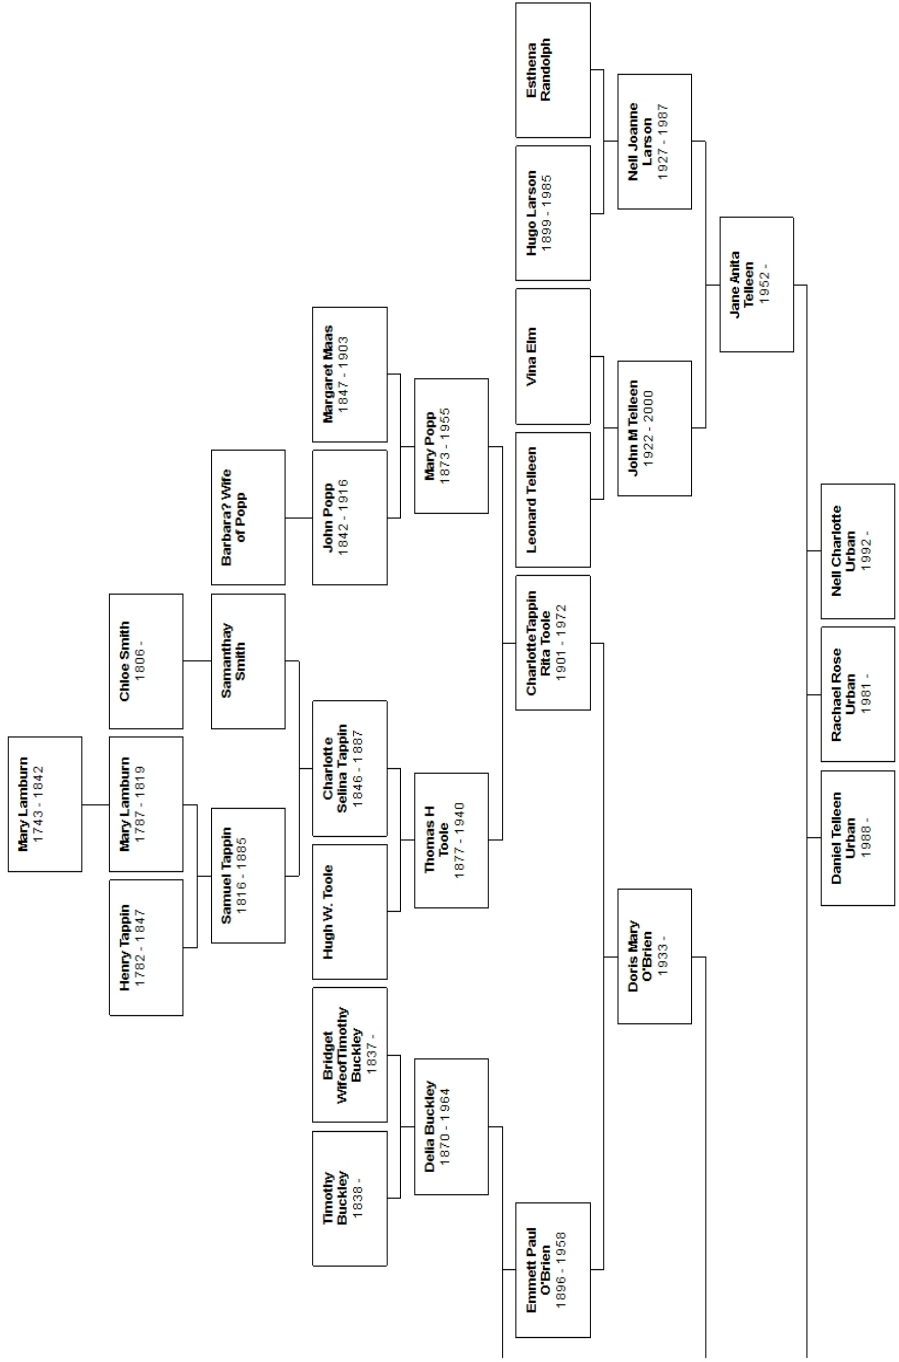 Mary Lamburn
1743 - 1842
Henry Tappin
1782 - 1847
Mary Lamburn
1787 - 1819
Chloe Smith
1806 -
Samuel Tappin
1816 - 1885
Samanthay
Smith
Barbara? Wife
of Popp
Timothy
Buckley
1838 -
Bridget
WifeofTimothy
Buckley
1837 -
Hugh W. Toole
Charlotte
Selina Tappin
1846 - 1887
John Popp
1842 - 1916
Margaret Maas
1847 - 1903
Delia Buckley
1870 - 1964
Thomas H
Toole
1877 - 1940
Mary Popp
1873 - 1955
Emmett Paul
O'Brien
1896 - 1958
CharlotteTappin
Rita Toole
1901 - 1972
Leonard Telleen
Vina Elm
Hugo Larson
1899 - 1985
Esthena
Randolph
Doris Mary
O'Brien
1933 -
John M Telleen
1922 - 2000
Nell Joanne
Larson
1927 - 1987
Jane Anita
Telleen
1952 -
Daniel Telleen
Urban
1988 -
Rachael Rose
Urban
1981 -
Nell Charlotte
Urban
1992 -